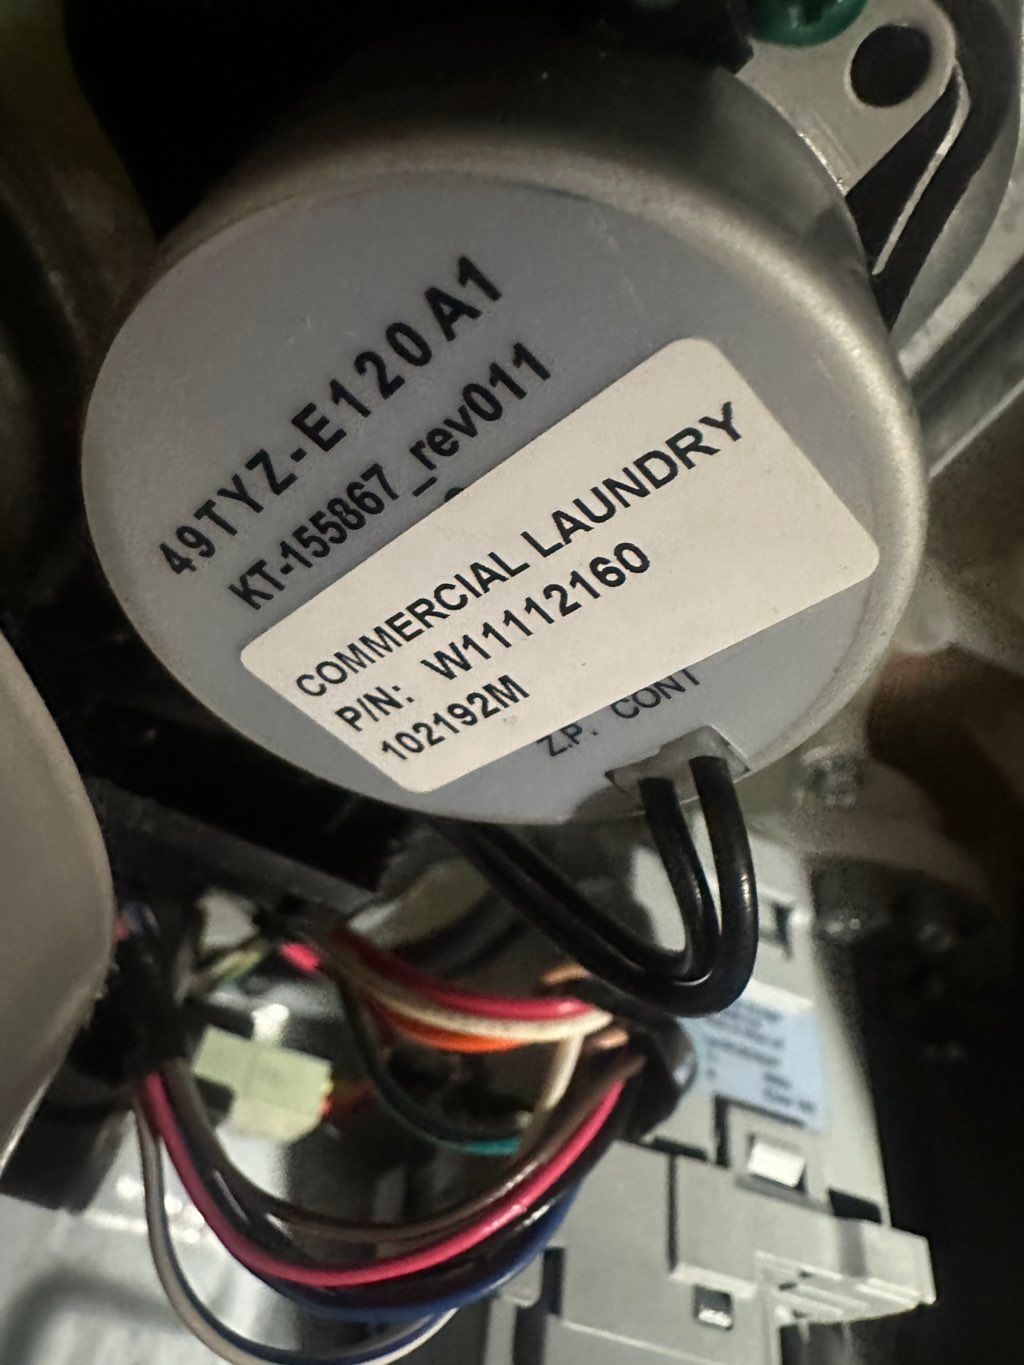 49TYZ-E120A1
KT-155867_rev011
COMMERCIAL LAUNDRY
P/N: W11112160
102192M
Z.P. CONT